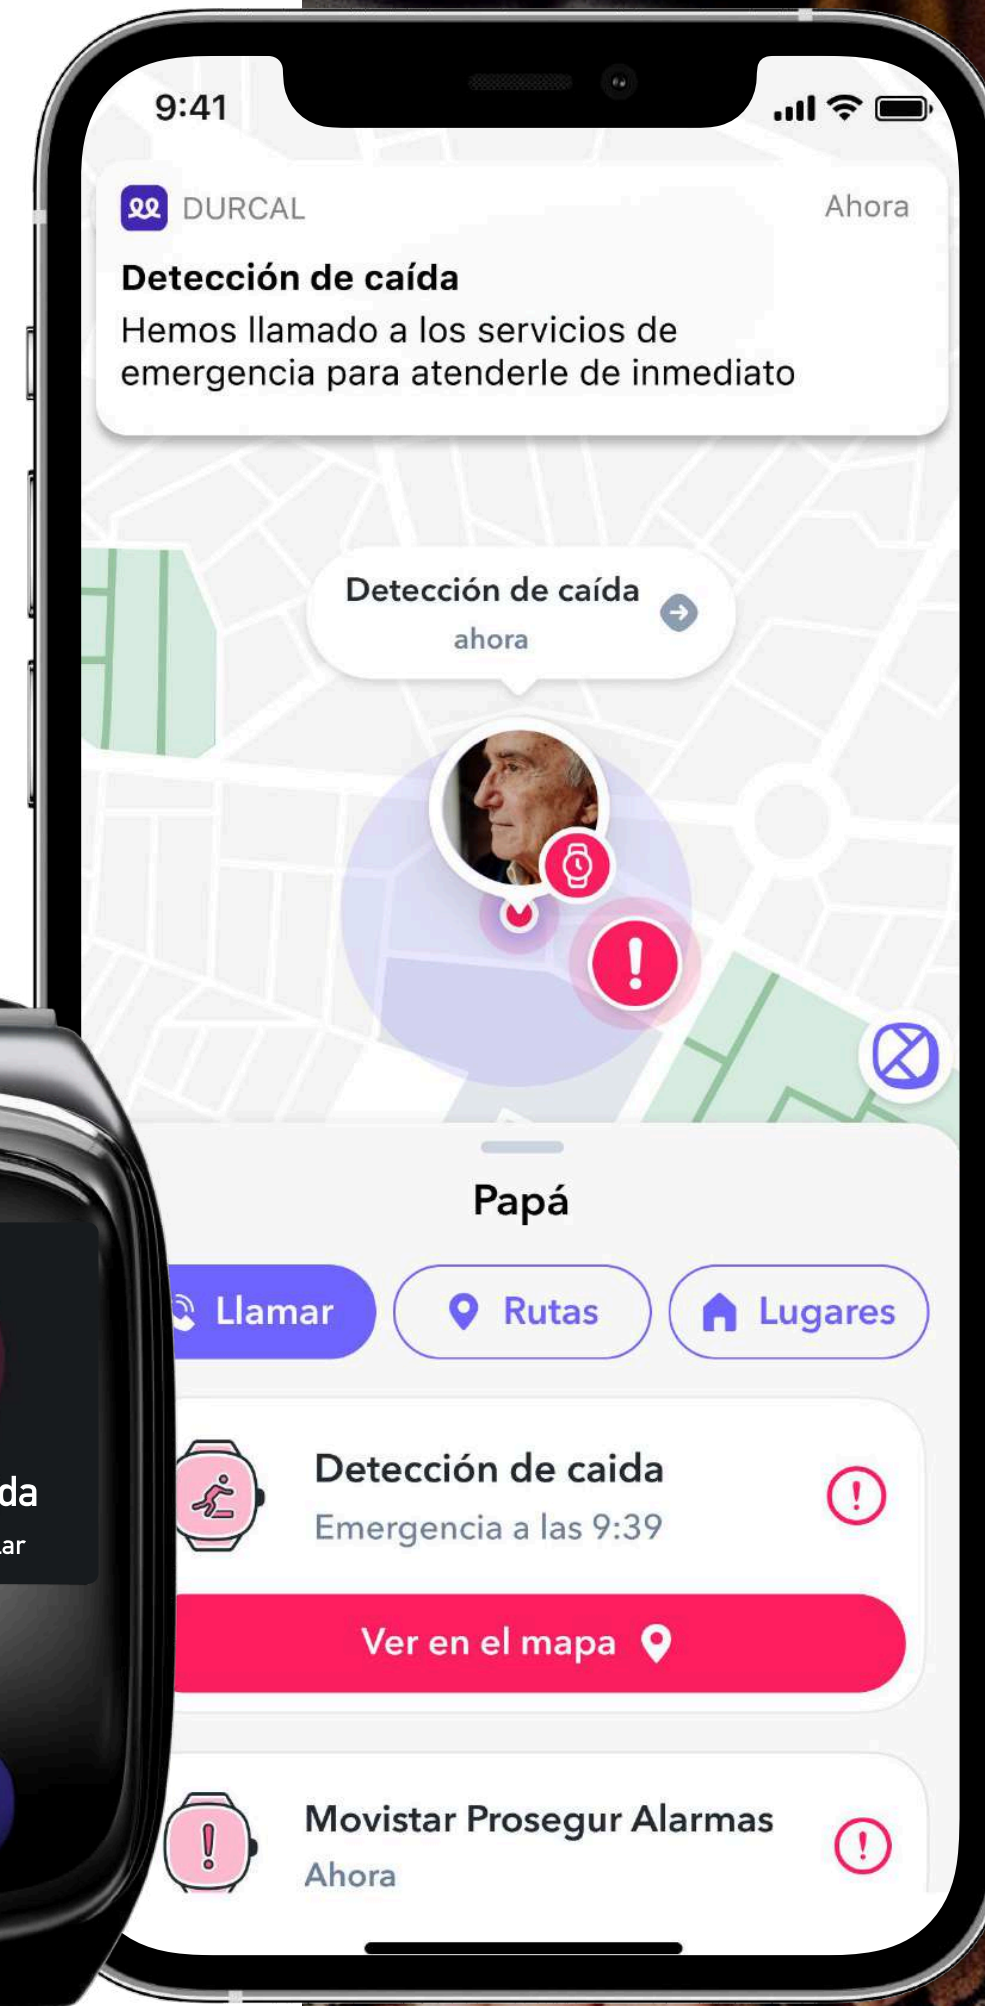 9:41
DURCAL
Ahora
Detección de caída
Hemos llamado a los servicios de
emergencia para atenderle de inmediato
Detección de caída
ahora
Papá
Llamar
Rutas
Lugares
Detección de caida
Emergencia a las 9:39
Ver en el mapa
Movistar Prosegur Alarmas
Ahora
da
ar